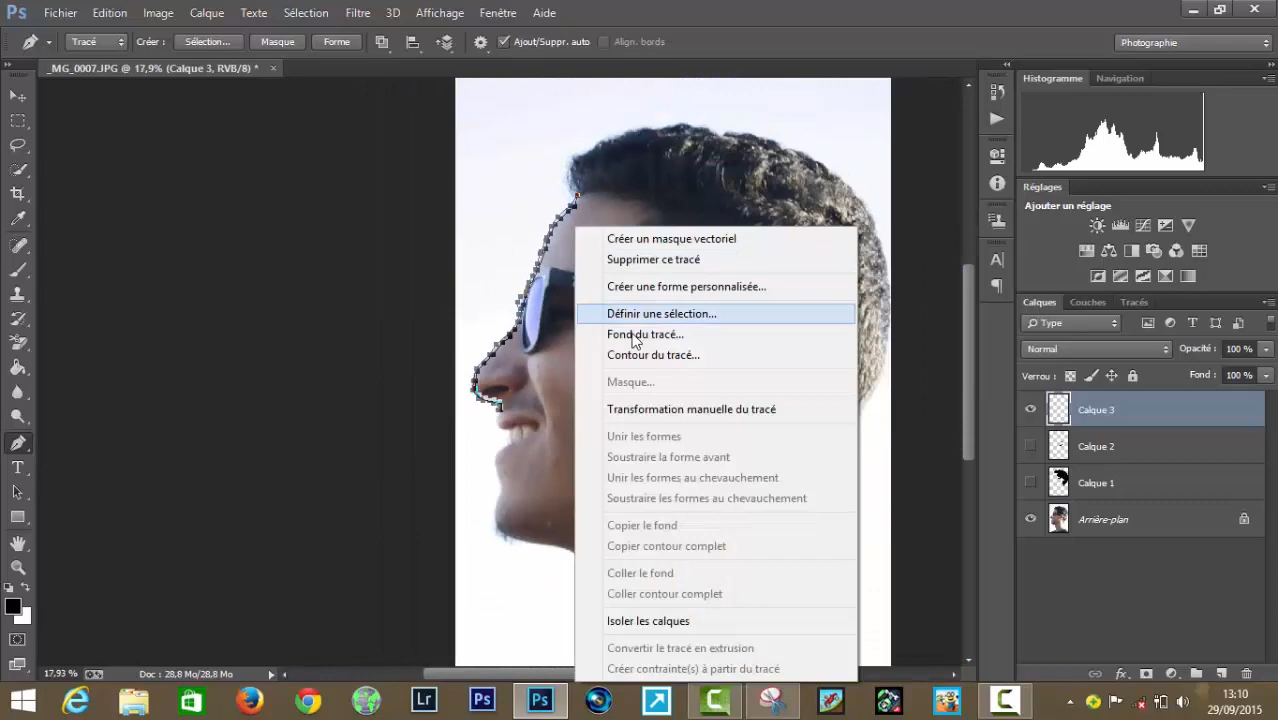 Ps Fichier Edition Image Calque Texte Sélection Filtre 3D Affichage Fenêtre Aide
Tracé Créer : Sélection... Masque Forme Ajout/Suppr. auto Align. bords Photographie
_MG_0007.JPG @ 17,9% (Calque 3, RVB/8) * ×
Histogramme Navigation
Réglages
Ajouter un réglage
Calques Couches Tracés
Type
Normal Opacité : 100 %
Verrou : Fond : 100 %
Calque 3
Calque 2
Calque 1
Arrière-plan
Créer un masque vectoriel
Supprimer ce tracé
Créer une forme personnalisée...
Définir une sélection...
Fond du tracé...
Contour du tracé...
Masque...
Transformation manuelle du tracé
Unir les formes
Soustraire la forme avant
Unir les formes au chevauchement
Soustraire les formes au chevauchement
Copier le fond
Copier contour complet
Coller le fond
Coller contour complet
Isoler les calques
Convertir le tracé en extrusion
Créer contrainte(s) à partir du tracé
17,93 % Doc : 28,8 Mo/28,8 Mo
Lr Ps Ps
13:10
29/09/2015